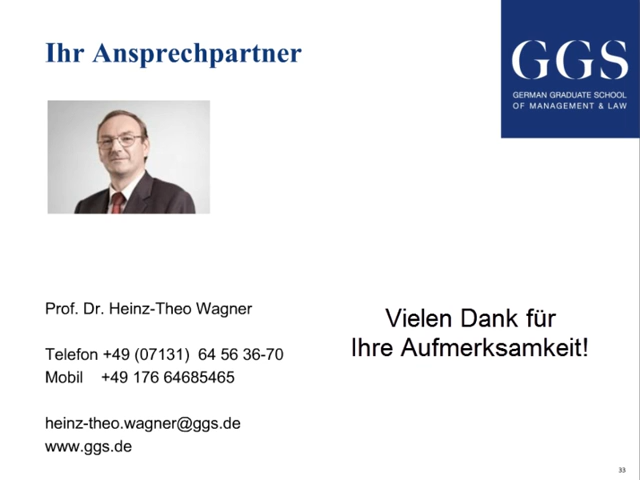 Ihr Ansprechpartner
GGS
GERMAN GRADUATE SCHOOL
OF MANAGEMENT & LAW
Prof. Dr. Heinz-Theo Wagner
Telefon +49 (07131) 64 56 36-70
Mobil +49 176 64685465
heinz-theo.wagner@ggs.de
www.ggs.de
Vielen Dank für
Ihre Aufmerksamkeit!
33